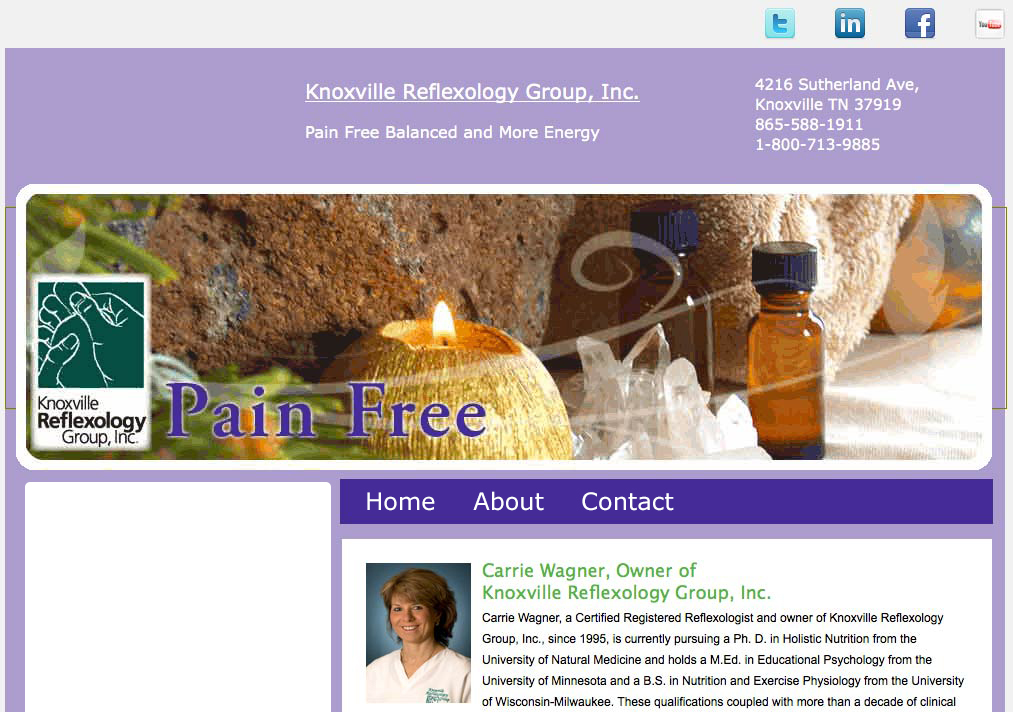 You Tube
Knoxville Reflexology Group, Inc.
Pain Free Balanced and More Energy
4216 Sutherland Ave,
Knoxville TN 37919
865-588-1911
1-800-713-9885
Knoxville
Reflexology
Group, Inc.
Pain Free
Home About Contact
Carrie Wagner, Owner of
Knoxville Reflexology Group, Inc.
Carrie Wagner, a Certified Registered Reflexologist and owner of Knoxville Reflexology
Group, Inc., since 1995, is currently pursuing a Ph. D. in Holistic Nutrition from the
University of Natural Medicine and holds a M.Ed. in Educational Psychology from the
University of Minnesota and a B.S. in Nutrition and Exercise Physiology from the University
of Wisconsin-Milwaukee. These qualifications coupled with more than a decade of clinical